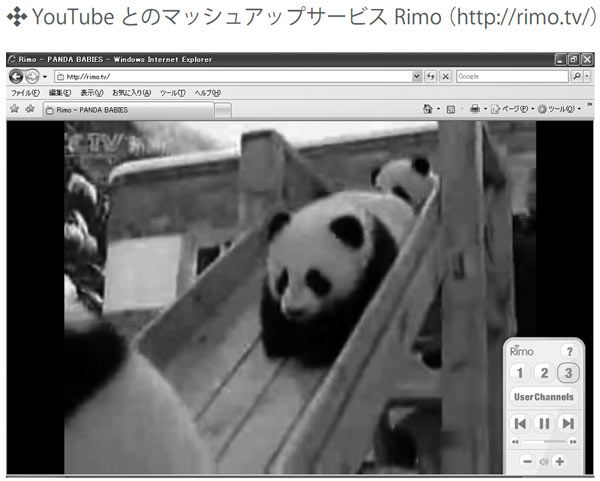 YouTube とのマッシュアップサービス Rimo（http://rimo.tv/）
Rimo - PANDA BABIES - Windows Internet Explorer
http://rimo.tv/
Google
ファイル(F) 編集(E) 表示(V) お気に入り(A) ツール(T) ヘルプ(H)
Rimo - PANDA BABIES
ページ(P) ツール(O)
CTV
Rimo ?
1 2 3
User Channels